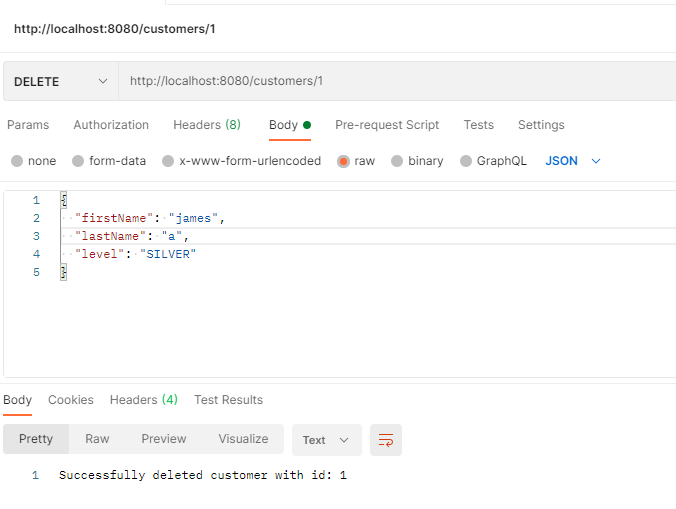 http://localhost:8080/customers/1
DELETE http://localhost:8080/customers/1
Params Authorization Headers (8) Body Pre-request Script Tests Settings
none form-data x-www-form-urlencoded raw binary GraphQL JSON
1 {
2 "firstName": "james",
3 "lastName": "a",
4 "level": "SILVER"
5 }
Body Cookies Headers (4) Test Results
Pretty Raw Preview Visualize Text
1 Successfully deleted customer with id: 1